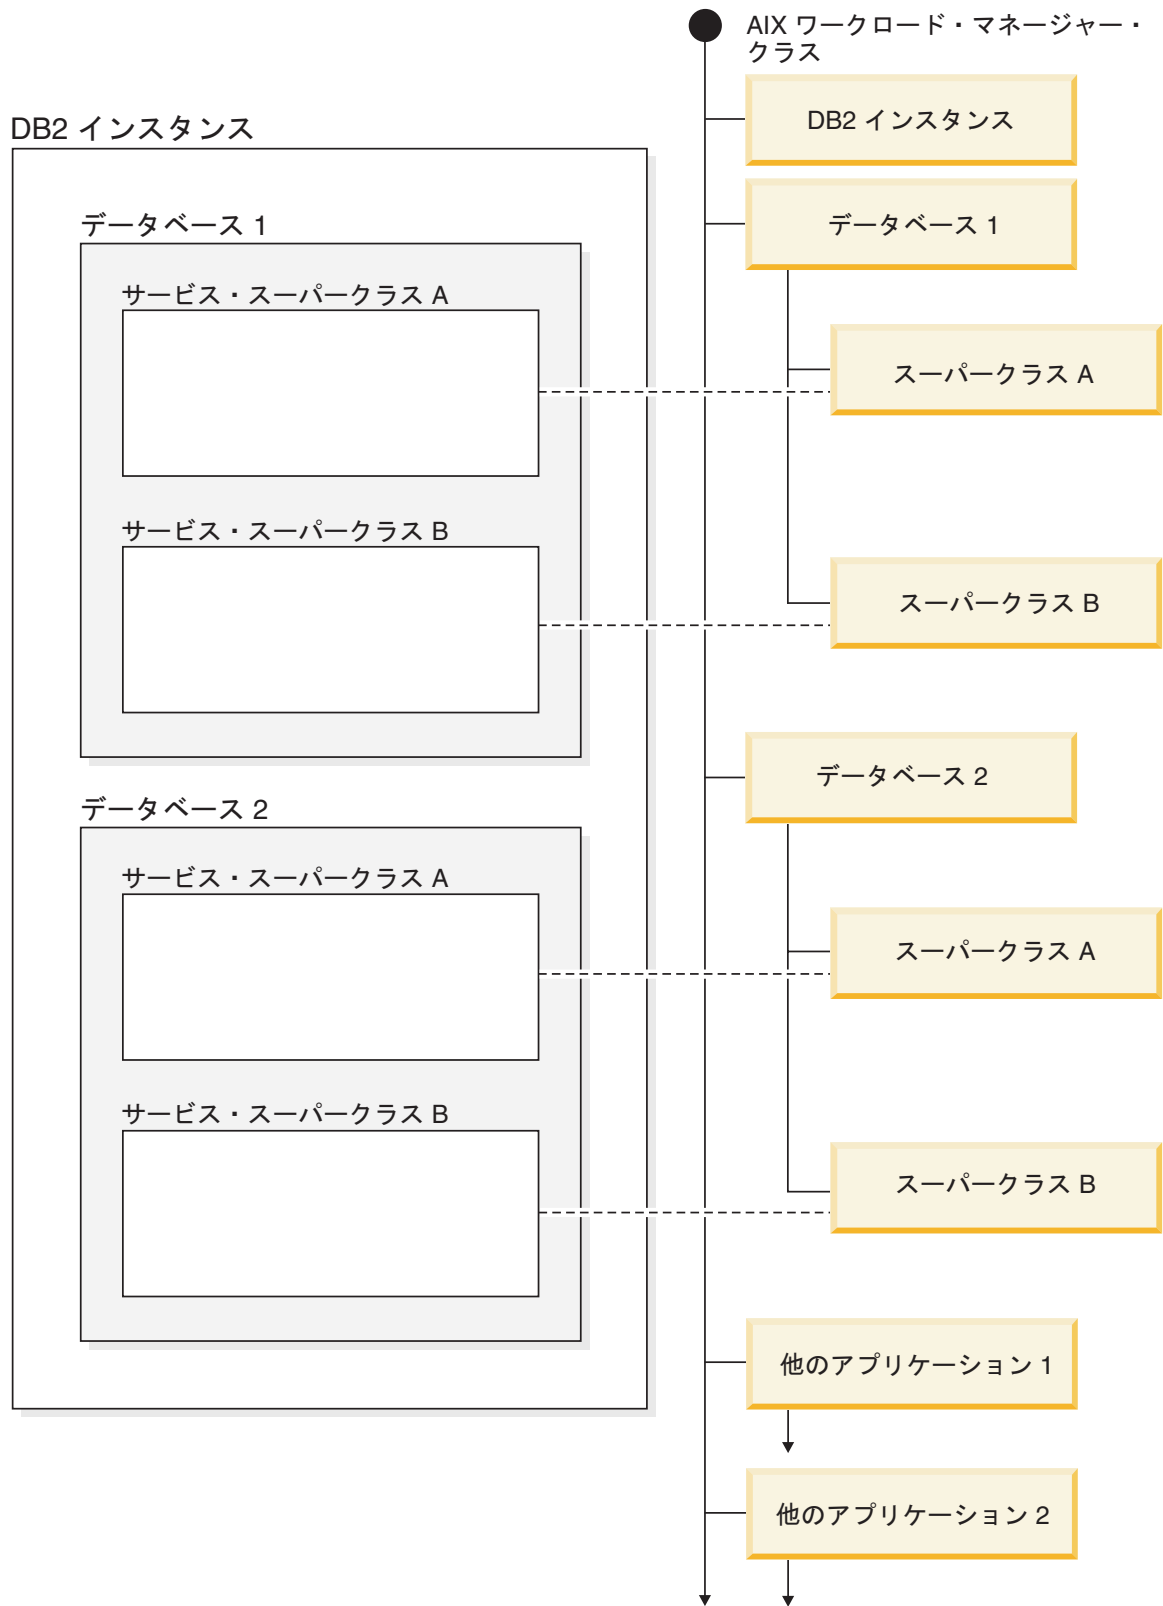 DB2 インスタンス
データベース 1
サービス・スーパークラス A
サービス・スーパークラス B
データベース 2
サービス・スーパークラス A
サービス・スーパークラス B
AIX ワークロード・マネージャー・
クラス
DB2 インスタンス
データベース 1
スーパークラス A
スーパークラス B
データベース 2
スーパークラス A
スーパークラス B
他のアプリケーション 1
他のアプリケーション 2